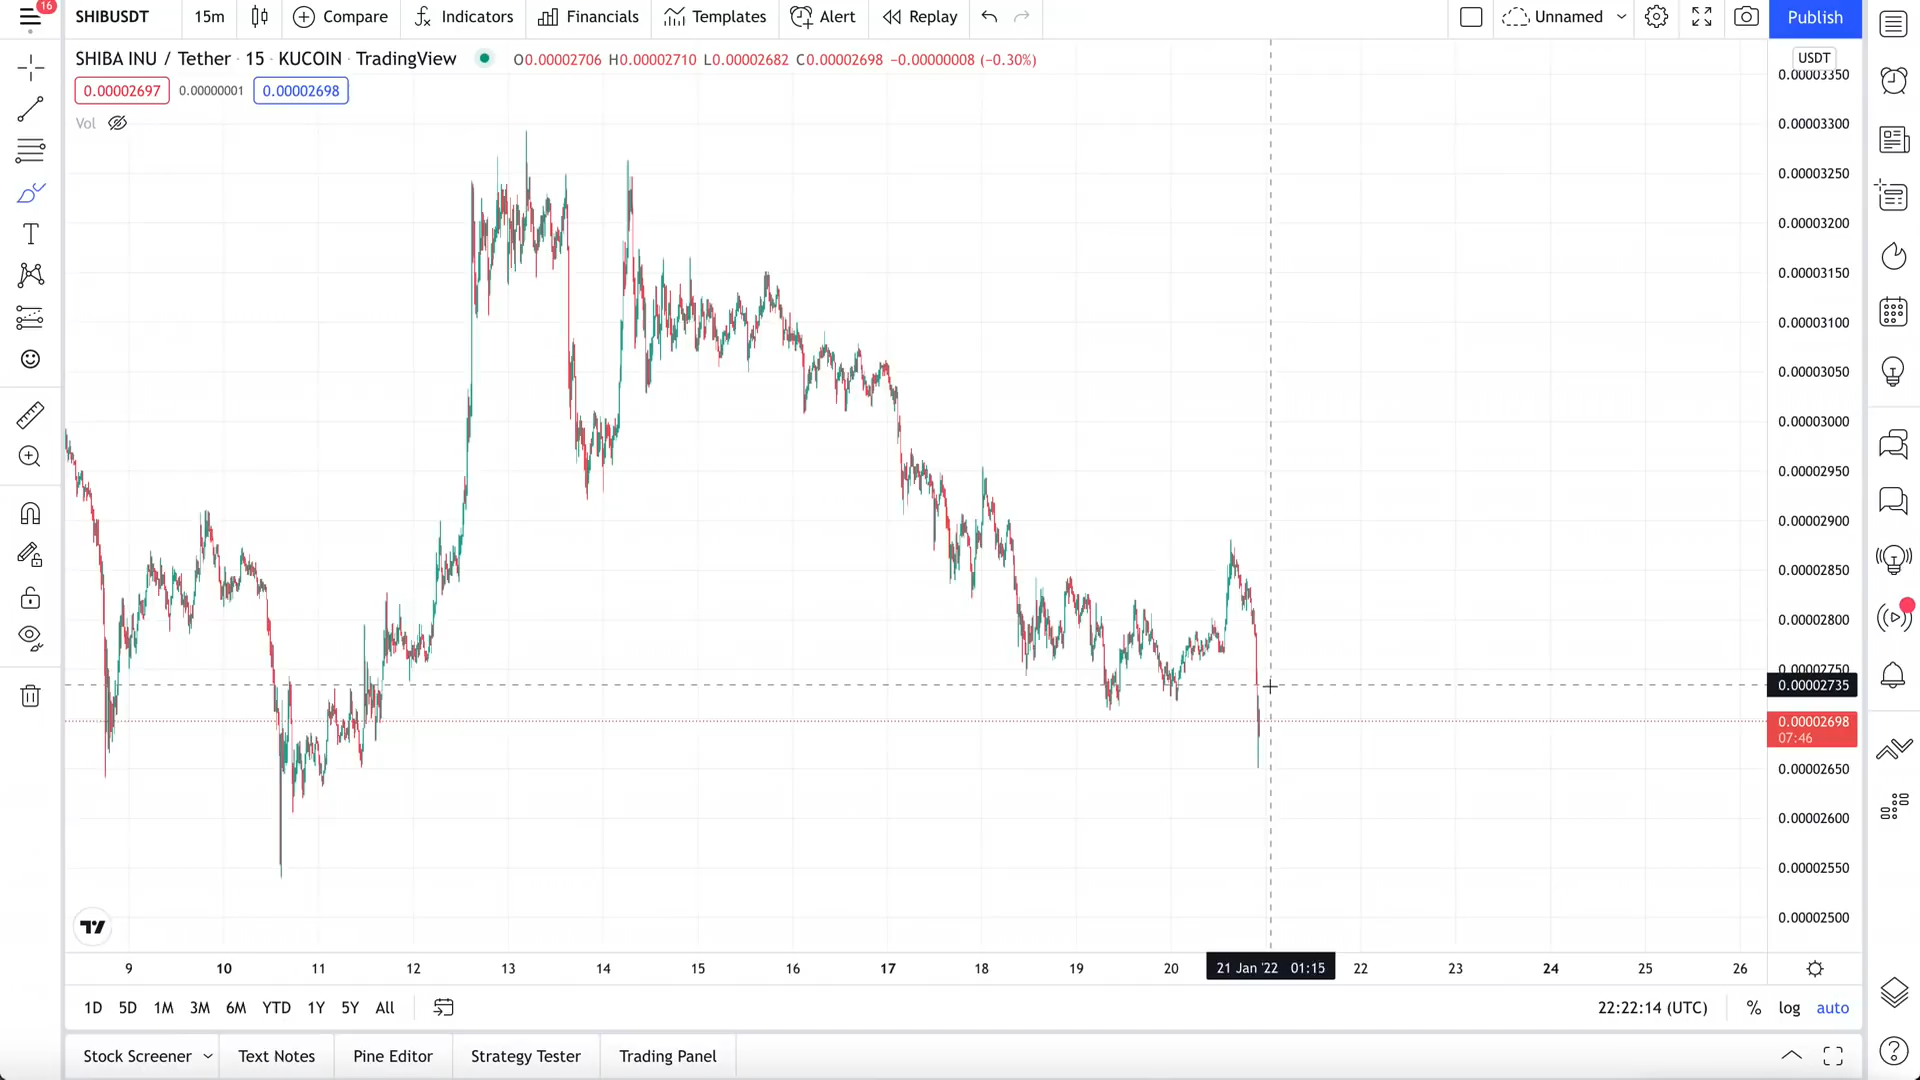 16
SHIBUSDT 15m Compare Indicators Financials Templates Alert Replay Unnamed Publish
SHIBA INU / Tether · 15 · KUCOIN · TradingView O0.00002706 H0.00002710 L0.00002682 C0.00002698 −0.00000008 (−0.30%)
USDT
0.00003350
0.00002697 0.00000001 0.00002698
Vol
0.00003300
0.00003250
0.00003200
0.00003150
0.00003100
0.00003050
0.00003000
0.00002950
0.00002900
0.00002850
0.00002800
0.00002750
0.00002735
0.00002698
07:46
0.00002650
0.00002600
0.00002550
0.00002500
9 10 11 12 13 14 15 16 17 18 19 20 21 Jan '22 01:15 22 23 24 25 26
1D 5D 1M 3M 6M YTD 1Y 5Y All 22:22:14 (UTC) % log auto
Stock Screener Text Notes Pine Editor Strategy Tester Trading Panel